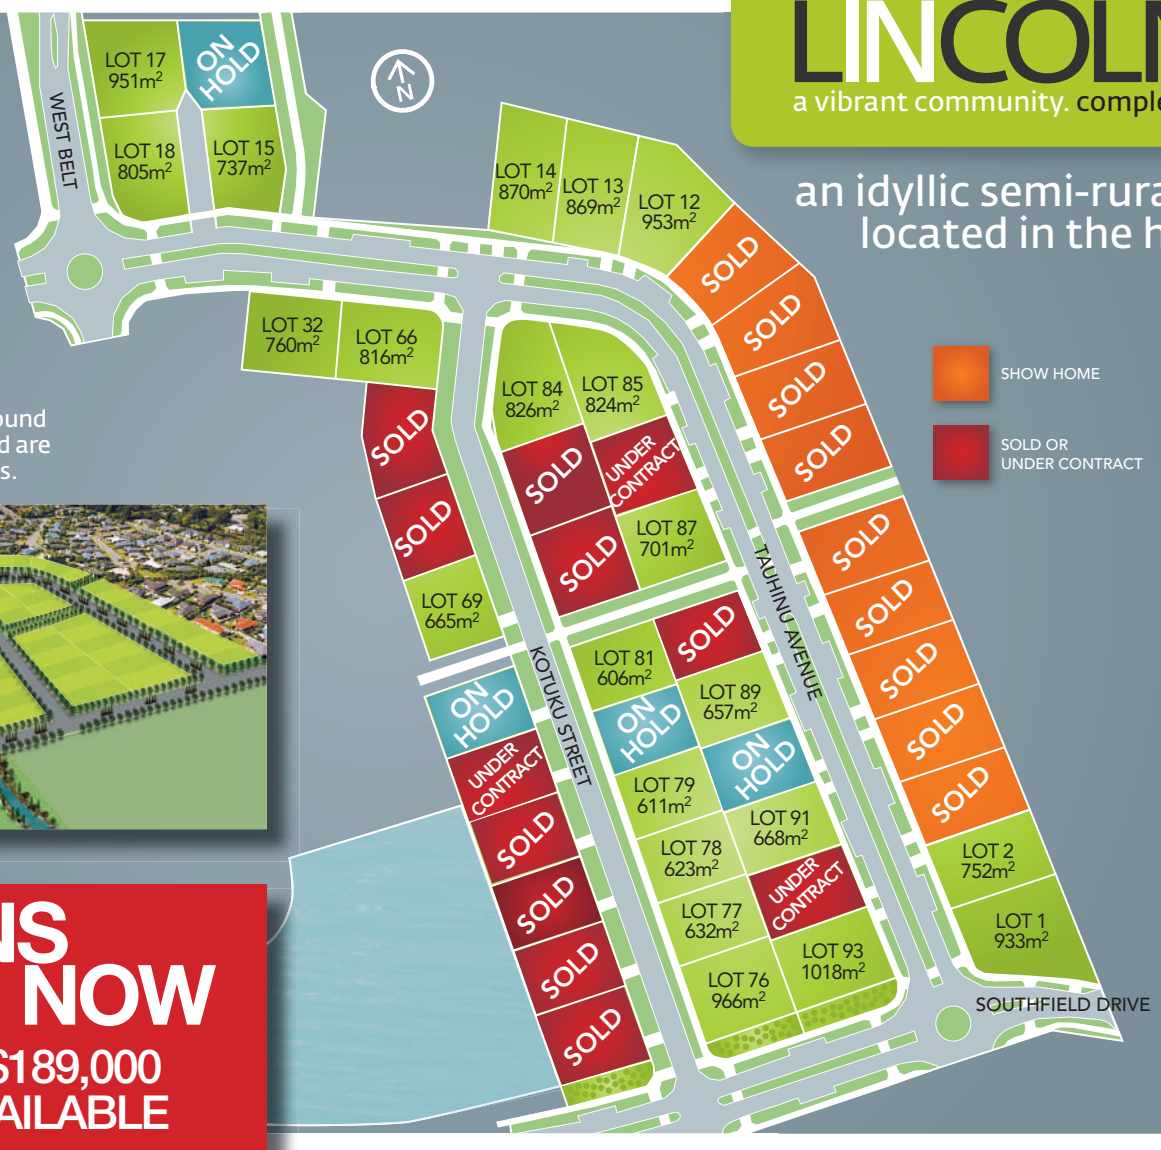 LINCOLN
a vibrant community.
an idyllic semi-rural
located in the
LOT 17
951m²
ON
HOLD
LOT 18
805m²
LOT 15
737m²
WEST BELT
N
LOT 14
870m²
LOT 13
869m²
LOT 12
953m²
SOLD
SOLD
SOLD
SOLD
SHOW HOME
SOLD OR
UNDER CONTRACT
LOT 32
760m²
LOT 66
816m²
LOT 84
826m²
LOT 85
824m²
SOLD
SOLD
UNDER
CONTRACT
SOLD
SOLD
LOT 87
701m²
LOT 69
665m²
TAUHINU AVENUE
KOTUKU STREET
SOLD
SOLD
SOLD
SOLD
SOLD
LOT 81
606m²
SOLD
ON
HOLD
LOT 89
657m²
ON
HOLD
ON
HOLD
LOT 79
611m²
LOT 91
668m²
LOT 78
623m²
UNDER
CONTRACT
LOT 77
632m²
LOT 93
1018m²
LOT 76
966m²
UNDER
CONTRACT
SOLD
SOLD
SOLD
SOLD
LOT 2
752m²
LOT 1
933m²
SOUTHFIELD DRIVE
are
s.
NS
NOW
$189,000
AILABLE